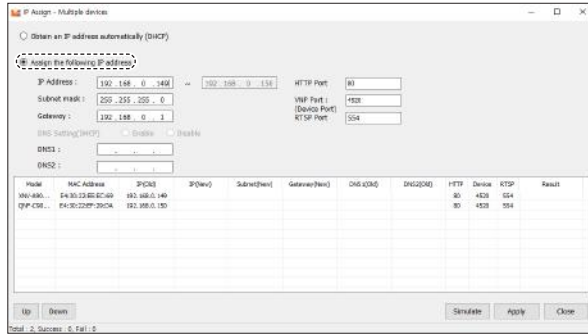 IP Assign - Multiple devices
Obtain an IP address automatically (DHCP)
Assign the following IP address
IP Address : 192 . 168 . 0 . 149 ~ 192 . 168 . 0 . 150 HTTP Port 80
Subnet mask : 255 . 255 . 255 . 0 VNP Port : 4520
(Device Port)
Gateway : 192 . 168 . 0 . 1 RTSP Port 554
DNS Setting(DHCP) Enable Disable
DNS1 :
DNS2 :
Model MAC Address IP(Old) IP(New) Subnet(New) Gateway(New) DNS1(Old) DNS2(Old) HTTP Device RTSP Result
192.168.0.149 80 4520 554
192.168.0.150 80 4520 554
Up Down Simulate Apply Close
Total : 2, Success : 0, Fail : 0